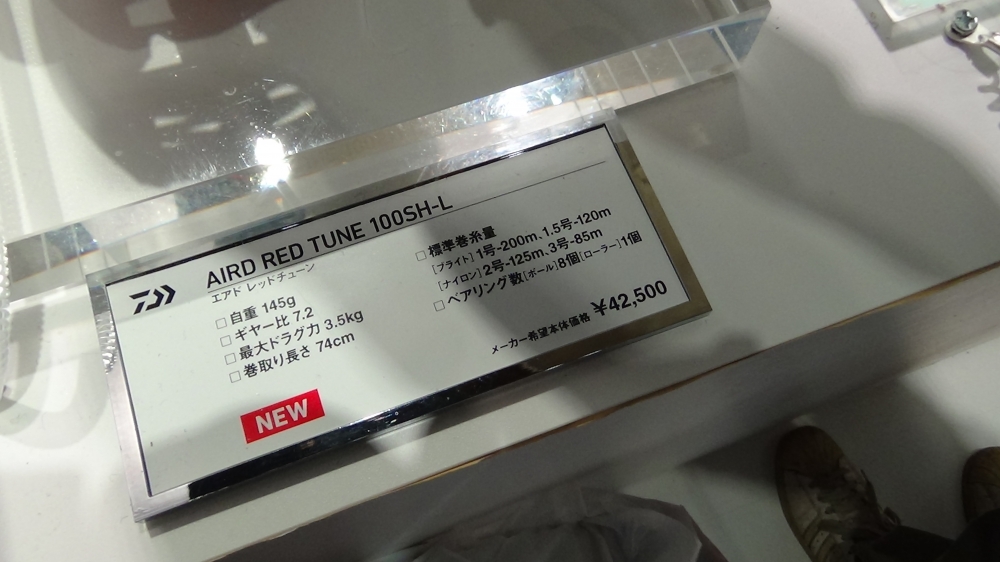 AIRD RED TUNE 100SH-L
エアド レッドチューン
□自重 145g
□ギヤー比 7.2
□最大ドラグ力 3.5kg
□巻取り長さ 74cm
NEW
□標準巻糸量
[ブライト] 1号-200m、1.5号-120m
[ナイロン] 2号-125m、3号-85m
□ベアリング数[ボール]8個[ローラー]1個
メーカー希望本体価格 ¥42,500